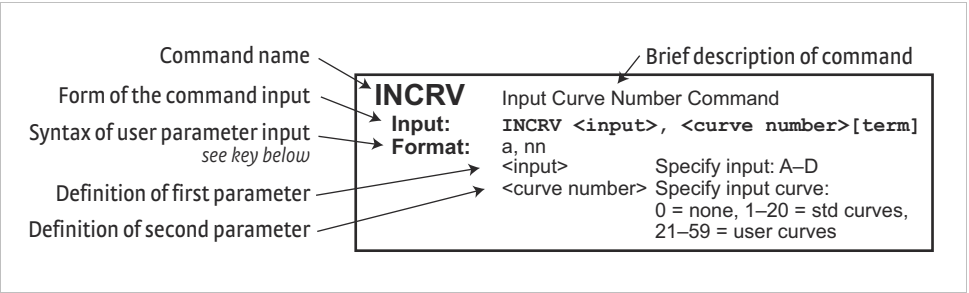 Command name
Brief description of command
Form of the command input
Syntax of user parameter input
see key below
Definition of first parameter
Definition of second parameter
INCRV Input Curve Number Command
Input: INCRV <input>, <curve number>[term]
Format: a, nn
<input> Specify input: A–D
<curve number> Specify input curve:
0 = none, 1–20 = std curves,
21–59 = user curves